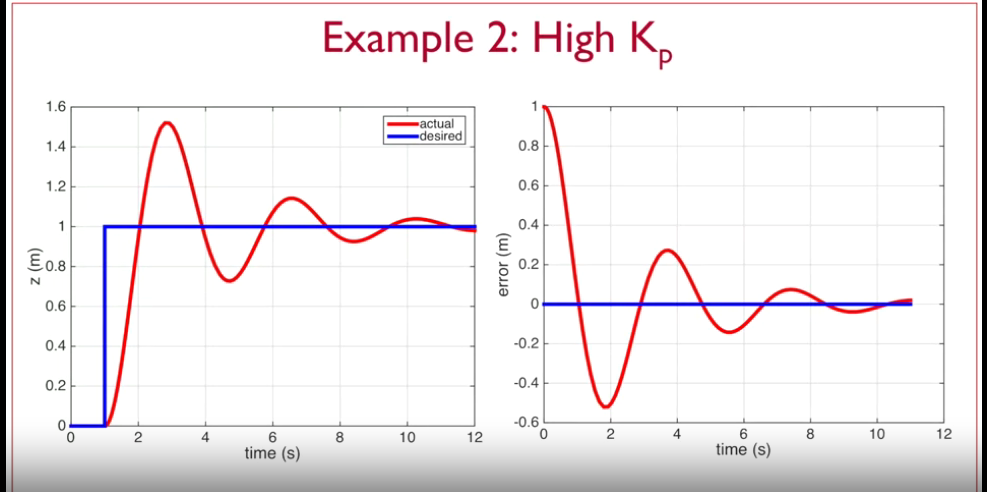 Example 2: High Kp
1.6
1.4
1.2
1
0.8
0.6
0.4
0.2
0
z (m)
actual
desired
0 2 4 6 8 10 12
time (s)
1
0.8
0.6
0.4
0.2
0
-0.2
-0.4
-0.6
error (m)
0 2 4 6 8 10 12
time (s)